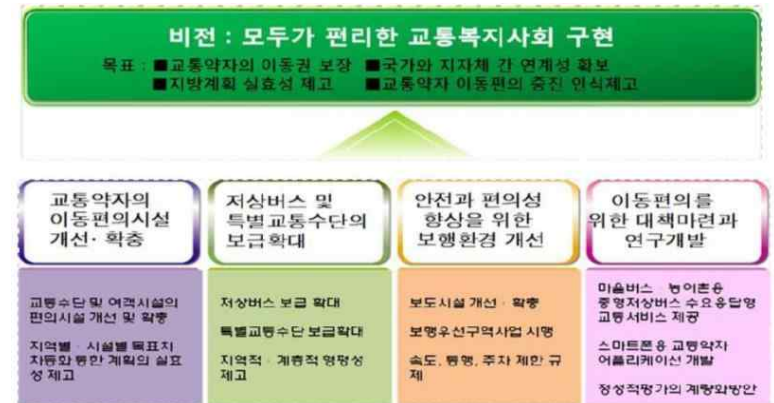 비전 : 모두가 편리한 교통복지사회 구현
목표 : ■교통약자의 이동권 보장 ■국가와 지자체 간 연계성 확보
■지방계획 실효성 제고 ■교통약자 이동편의 증진 인식제고
교통약자의
이동편의시설
개선· 확충
저상버스 및
특별교통수단의
보급확대
안전과 편의성
향상을 위한
보행환경 개선
이동편의를
위한 대책마련과
연구개발
교통수단 및 여객시설의
편의시설 개선 및 확충
지역별 · 시설별 목표치
차등화 통한 계획의 실효
성 제고
저상버스 보급 확대
특별교통수단 보급확대
지역적 · 계층적 형평성
제고
보도시설 개선 · 확충
보행우선구역사업 시행
속도, 통행, 주차 제한 규
제
마을버스 · 농어촌용
중형저상버스 수요응답형
교통서비스 제공
스마트폰용 교통약자
어플리케이션 개발
정성적평가의 계량화방안